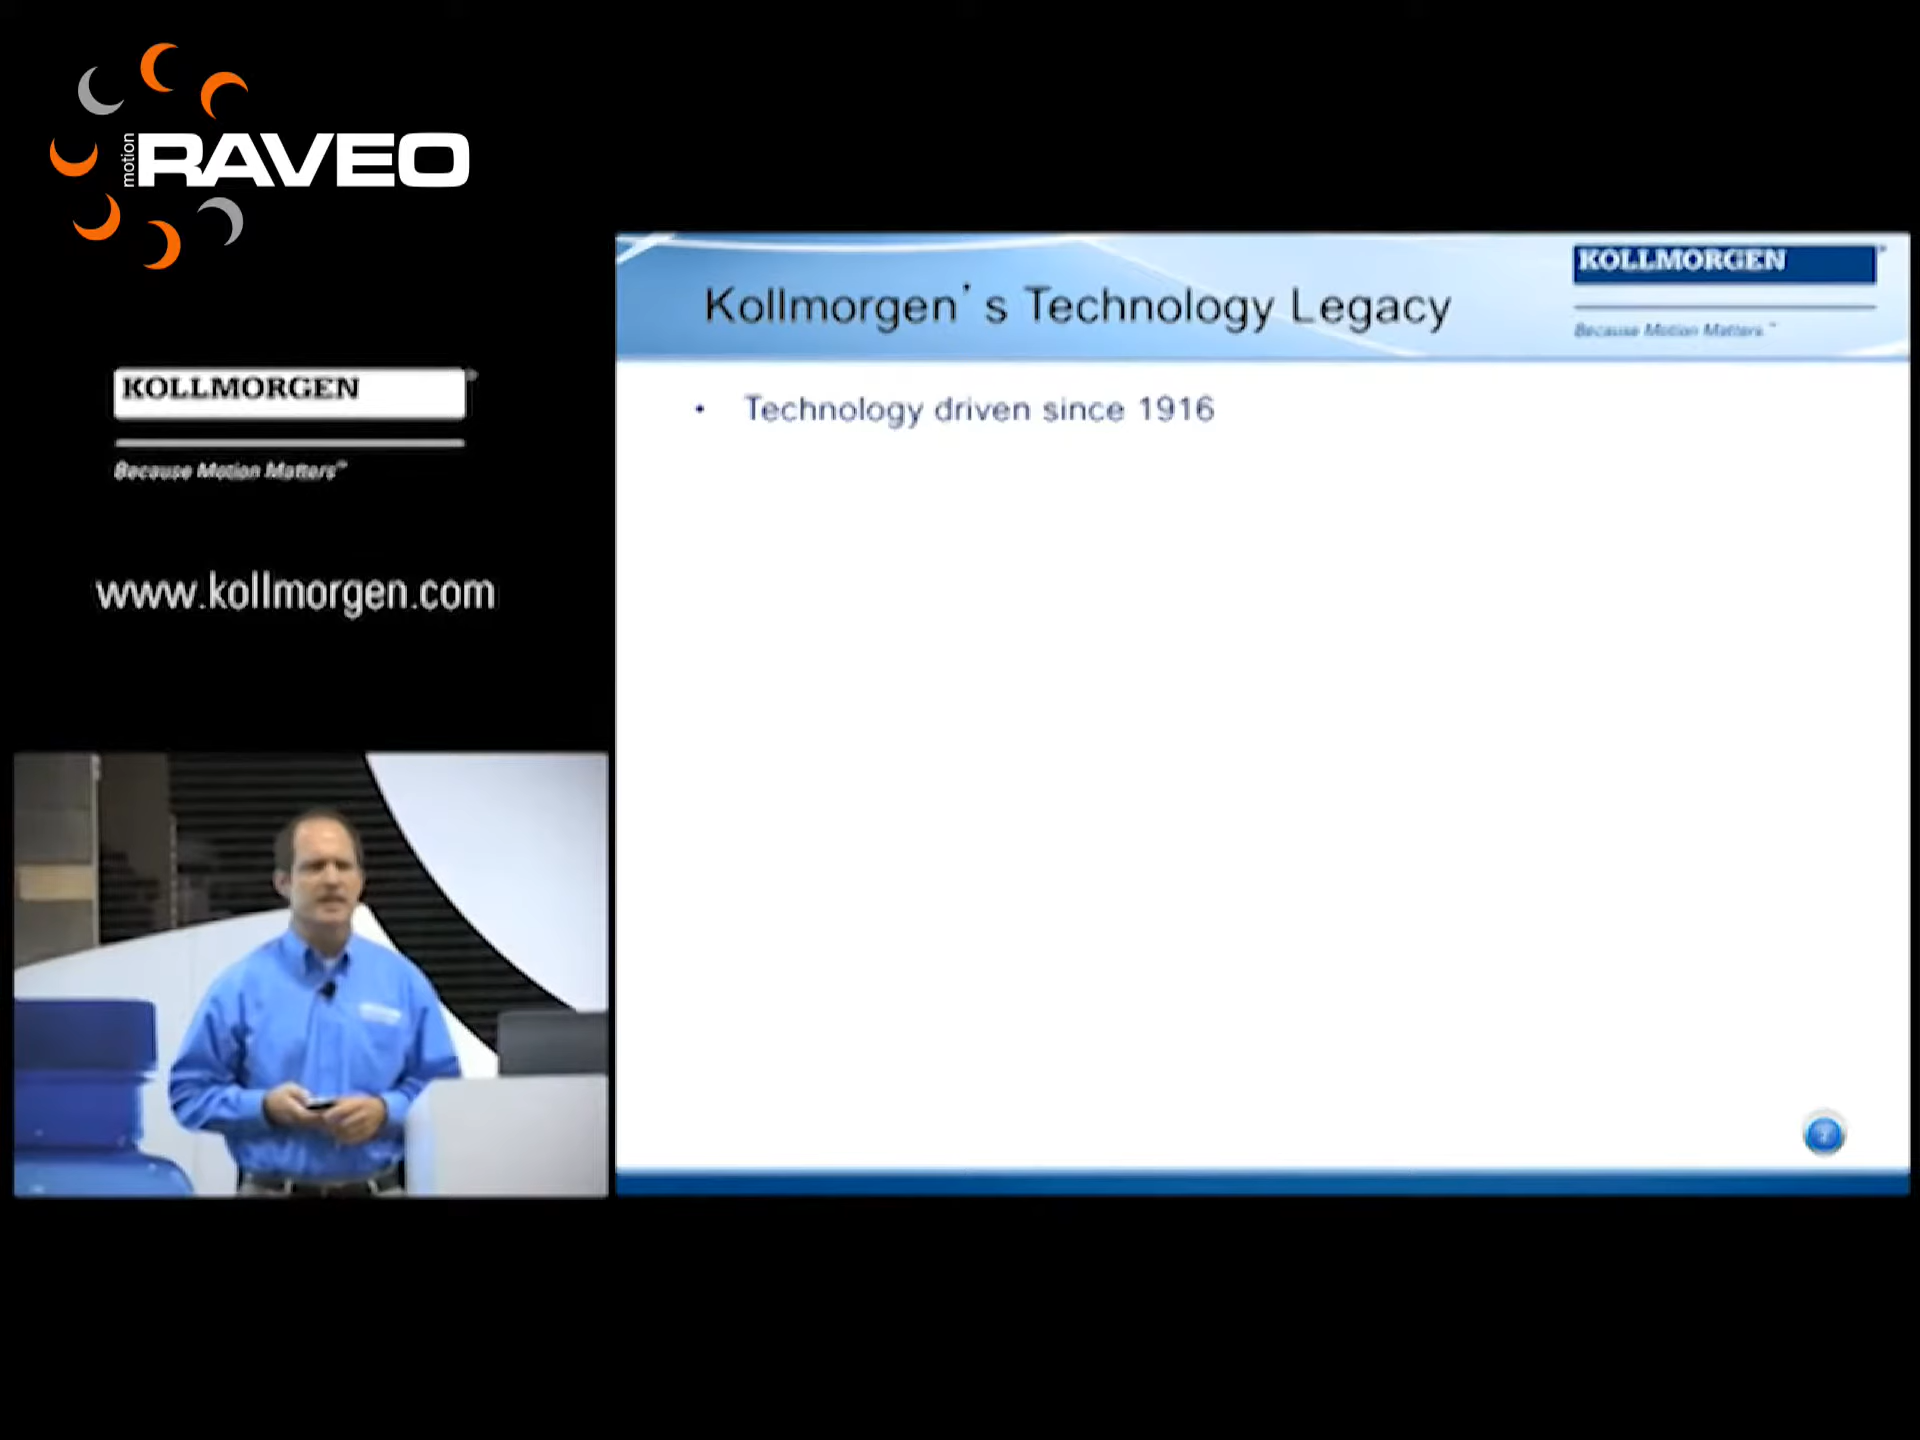 motion RAVEO
KOLLMORGEN
Because Motion Matters™
www.kollmorgen.com
Kollmorgen's Technology Legacy
KOLLMORGEN
Because Motion Matters™
• Technology driven since 1916